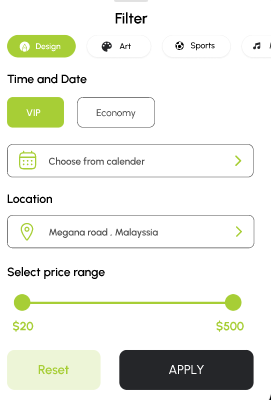 Filter
Design Art Sports
Time and Date
VIP Economy
Choose from calender
Location
Megana road . Malayssia
Select price range
$20 $500
Reset APPLY